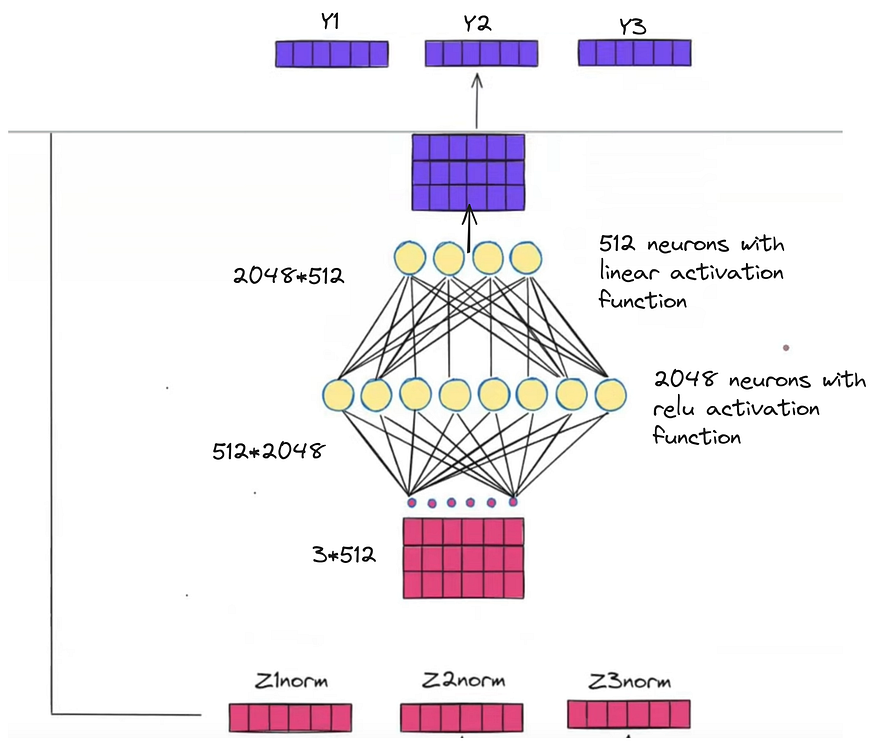 Y1
Y2
Y3
2048*512
512 neurons with
linear activation
function
2048 neurons with
relu activation
function
512*2048
3*512
Z1norm
Z2norm
Z3norm